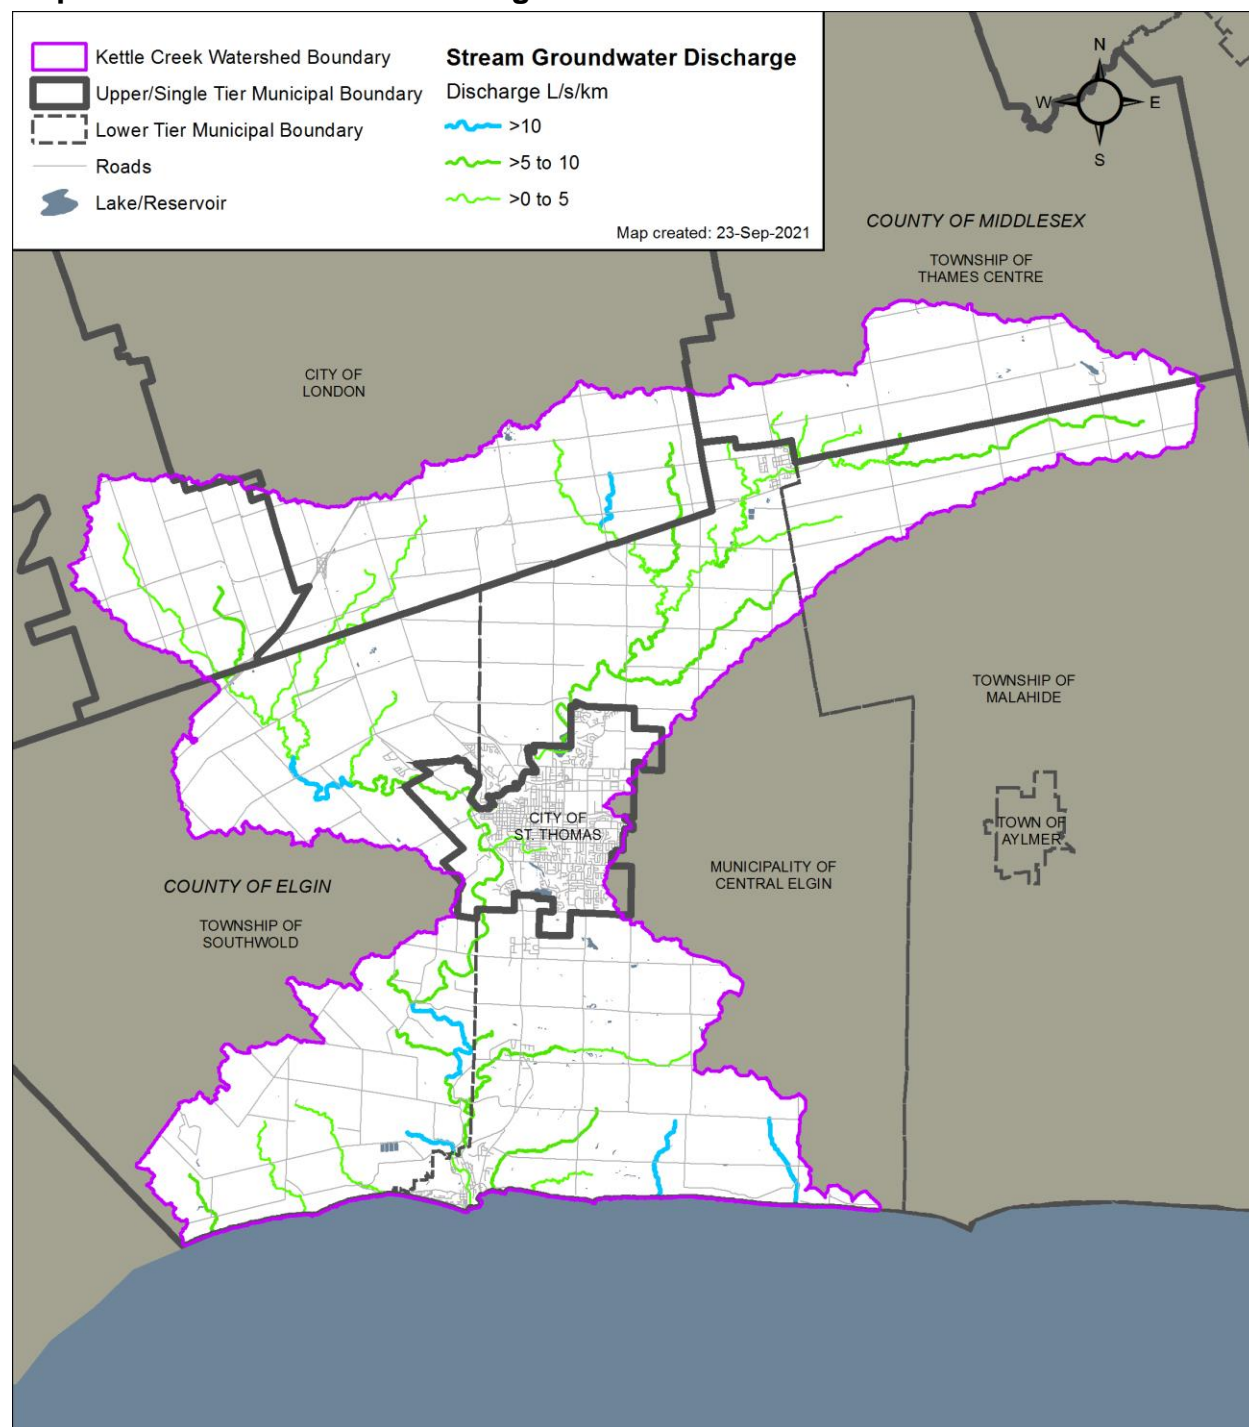 Kettle Creek Watershed Boundary
Upper/Single Tier Municipal Boundary
Lower Tier Municipal Boundary
Roads
Lake/Reservoir
Stream Groundwater Discharge
Discharge L/s/km
>10
>5 to 10
>0 to 5
Map created: 23-Sep-2021
N
W
E
S
COUNTY OF MIDDLESEX
TOWNSHIP OF
THAMES CENTRE
CITY OF
LONDON
TOWNSHIP OF
MALAHIDE
CITY OF
ST. THOMAS
TOWN OF
AYLMER
MUNICIPALITY OF
CENTRAL ELGIN
COUNTY OF ELGIN
TOWNSHIP OF
SOUTHWOLD